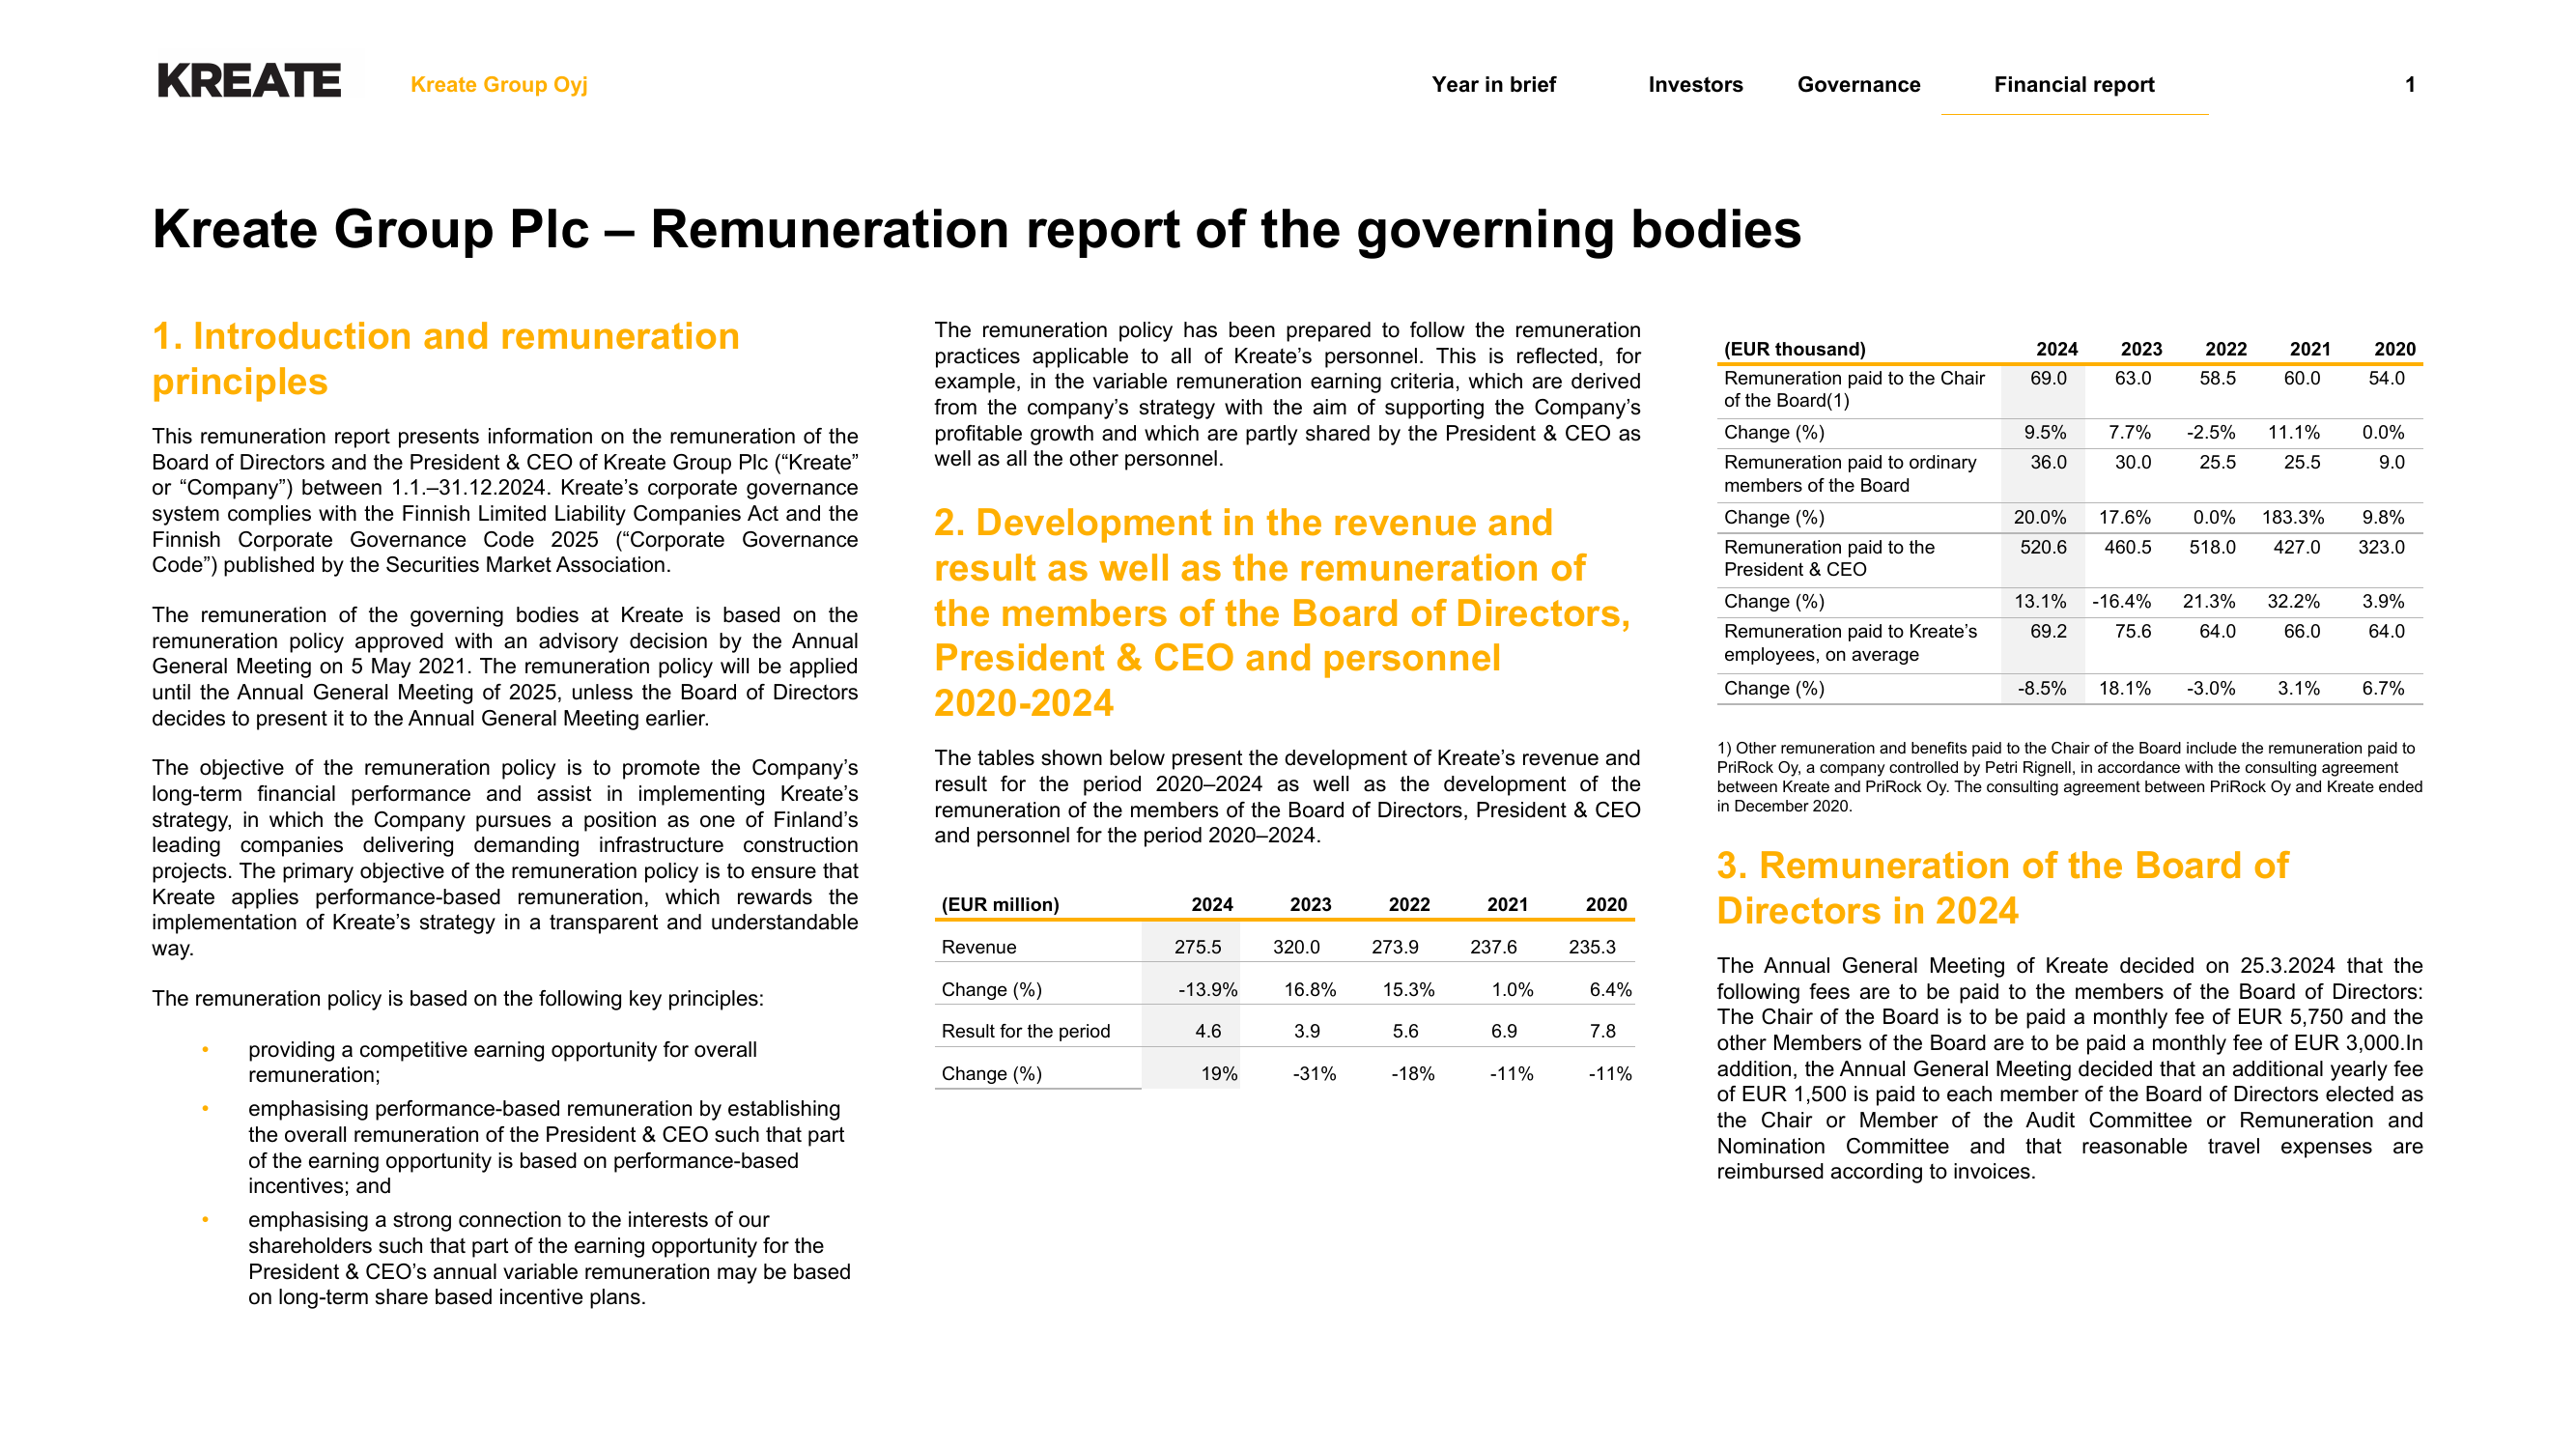 KREATE
Kreate Group Oyj
Year in brief
Investors
Governance
Financial report
1
Kreate Group Plc – Remuneration report of the governing bodies
1. Introduction and remuneration
principles
This remuneration report presents information on the remuneration of the
Board of Directors and the President & CEO of Kreate Group Plc (“Kreate”
or “Company”) between 1.1.–31.12.2024. Kreate’s corporate governance
system complies with the Finnish Limited Liability Companies Act and the
Finnish Corporate Governance Code 2025 (“Corporate Governance
Code”) published by the Securities Market Association.
The remuneration of the governing bodies at Kreate is based on the
remuneration policy approved with an advisory decision by the Annual
General Meeting on 5 May 2021. The remuneration policy will be applied
until the Annual General Meeting of 2025, unless the Board of Directors
decides to present it to the Annual General Meeting earlier.
The objective of the remuneration policy is to promote the Company’s
long-term financial performance and assist in implementing Kreate’s
strategy, in which the Company pursues a position as one of Finland’s
leading companies delivering demanding infrastructure construction
projects. The primary objective of the remuneration policy is to ensure that
Kreate applies performance-based remuneration, which rewards the
implementation of Kreate’s strategy in a transparent and understandable
way.
The remuneration policy is based on the following key principles:
• providing a competitive earning opportunity for overall
remuneration;
• emphasising performance-based remuneration by establishing
the overall remuneration of the President & CEO such that part
of the earning opportunity is based on performance-based
incentives; and
• emphasising a strong connection to the interests of our
shareholders such that part of the earning opportunity for the
President & CEO’s annual variable remuneration may be based
on long-term share based incentive plans.
The remuneration policy has been prepared to follow the remuneration
practices applicable to all of Kreate’s personnel. This is reflected, for
example, in the variable remuneration earning criteria, which are derived
from the company’s strategy with the aim of supporting the Company’s
profitable growth and which are partly shared by the President & CEO as
well as all the other personnel.
2. Development in the revenue and
result as well as the remuneration of
the members of the Board of Directors,
President & CEO and personnel
2020-2024
The tables shown below present the development of Kreate’s revenue and
result for the period 2020–2024 as well as the development of the
remuneration of the members of the Board of Directors, President & CEO
and personnel for the period 2020–2024.
(EUR million) 2024 2023 2022 2021 2020
Revenue 275.5 320.0 273.9 237.6 235.3
Change (%) -13.9% 16.8% 15.3% 1.0% 6.4%
Result for the period 4.6 3.9 5.6 6.9 7.8
Change (%) 19% -31% -18% -11% -11%
(EUR thousand) 2024 2023 2022 2021 2020
Remuneration paid to the Chair 69.0 63.0 58.5 60.0 54.0
of the Board(1)
Change (%) 9.5% 7.7% -2.5% 11.1% 0.0%
Remuneration paid to ordinary 36.0 30.0 25.5 25.5 9.0
members of the Board
Change (%) 20.0% 17.6% 0.0% 183.3% 9.8%
Remuneration paid to the 520.6 460.5 518.0 427.0 323.0
President & CEO
Change (%) 13.1% -16.4% 21.3% 32.2% 3.9%
Remuneration paid to Kreate’s 69.2 75.6 64.0 66.0 64.0
employees, on average
Change (%) -8.5% 18.1% -3.0% 3.1% 6.7%
1) Other remuneration and benefits paid to the Chair of the Board include the remuneration paid to
PriRock Oy, a company controlled by Petri Rignell, in accordance with the consulting agreement
between Kreate and PriRock Oy. The consulting agreement between PriRock Oy and Kreate ended
in December 2020.
3. Remuneration of the Board of
Directors in 2024
The Annual General Meeting of Kreate decided on 25.3.2024 that the
following fees are to be paid to the members of the Board of Directors:
The Chair of the Board is to be paid a monthly fee of EUR 5,750 and the
other Members of the Board are to be paid a monthly fee of EUR 3,000.In
addition, the Annual General Meeting decided that an additional yearly fee
of EUR 1,500 is paid to each member of the Board of Directors elected as
the Chair or Member of the Audit Committee or Remuneration and
Nomination Committee and that reasonable travel expenses are
reimbursed according to invoices.